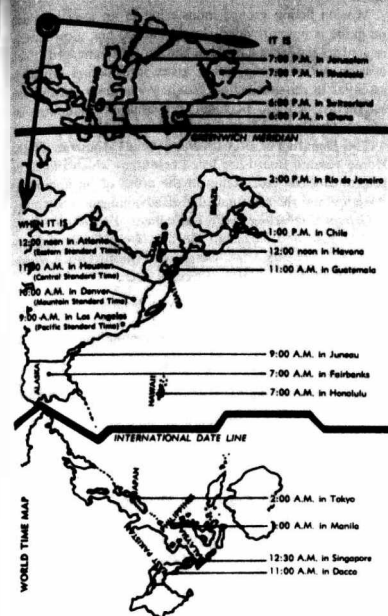 IT IS
7:00 P.M. in Jerusalem
7:00 P.M. in Rhodesia
6:00 P.M. in Switzerland
6:00 P.M. in Ghana
GREENWICH MERIDIAN
2:00 P.M. in Rio de Janeiro
BRAZIL
1:00 P.M. in Chile
12:00 noon in Havana
11:00 A.M. in Guatemala
WHEN IT IS
12:00 noon in Atlanta
(Eastern Standard Time)
A.M. in Houston
(Central Standard Time)
10:00 A.M. in Denver
(Mountain Standard Time)
9:00 A.M. in Los Angeles
(Pacific Standard Time)
9:00 A.M. in Juneau
7:00 A.M. in Fairbanks
7:00 A.M. in Honolulu
ALASKA
HAWAII
INTERNATIONAL DATE LINE
JAPAN
2:00 A.M. in Tokyo
A.M. in Manila
12:30 A.M. in Singapore
11:00 A.M. in Dacca
PAKISTAN
WORLD TIME MAP